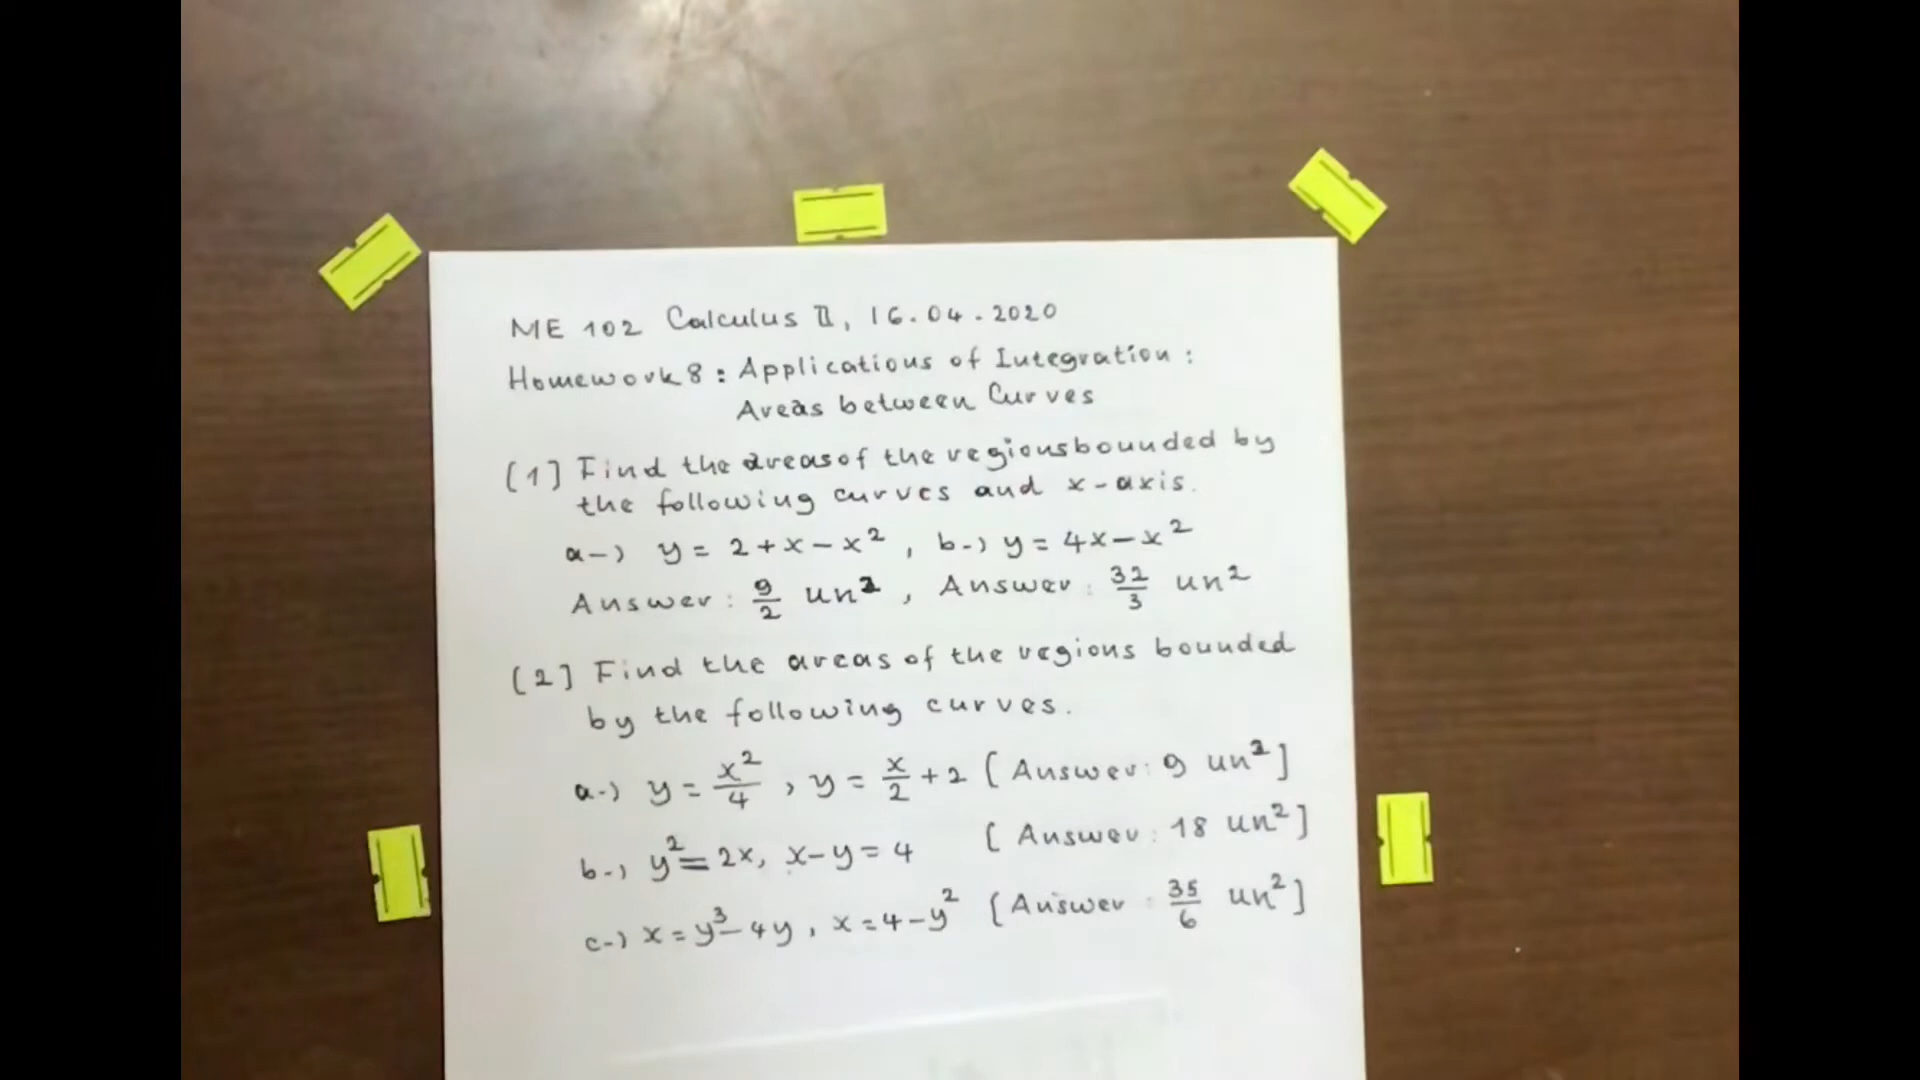 ME 102 Calculus II, 16.04.2020
Homework 8: Applications of Integration:
Areas between Curves
[1] Find the areas of the regions bounded by
the following curves and x-axis.
a-) y = 2+x-x², b-) y = 4x-x²
Answer: 9/2 un², Answer: 32/3 un²
[2] Find the areas of the regions bounded
by the following curves.
a-) y = x²/4, y = x/2 + 2 [Answer: 9 un²]
b-) y² = 2x, x-y = 4 [Answer: 18 un²]
c-) x = y³-4y, x = 4-y² [Answer: 35/6 un²]